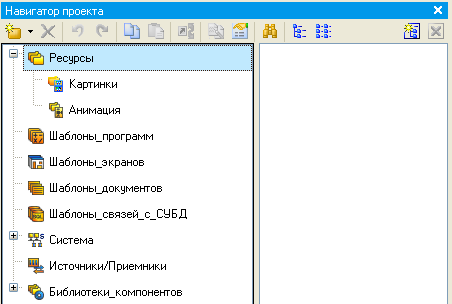 Навигатор проекта
Ресурсы
Картинки
Анимация
Шаблоны_программ
Шаблоны_экранов
Шаблоны_документов
Шаблоны_связей_с_СУБД
Система
Источники/Приемники
Библиотеки_компонентов